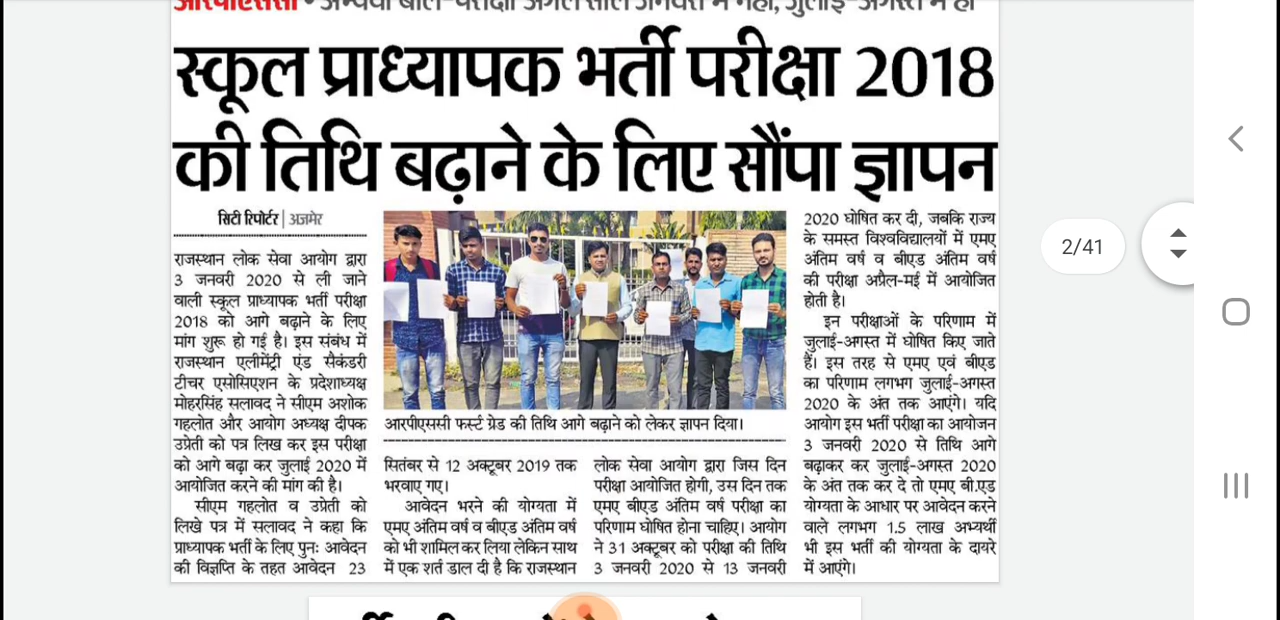 आरपीएससी • अभ्यर्थी बोले-परीक्षा अगले साल जनवरी में नहीं, जुलाई-अगस्त में हो
स्कूल प्राध्यापक भर्ती परीक्षा 2018
की तिथि बढ़ाने के लिए सौंपा ज्ञापन
सिटी रिपोर्टर | अजमेर
राजस्थान लोक सेवा आयोग द्वारा
3 जनवरी 2020 से ली जाने
वाली स्कूल प्राध्यापक भर्ती परीक्षा
2018 को आगे बढ़ाने के लिए
मांग शुरू हो गई है। इस संबंध में
राजस्थान एलीमेंट्री एंड सैकंडरी
टीचर एसोसिएशन के प्रदेशाध्यक्ष
मोहरसिंह सलावद ने सीएम अशोक
गहलोत और आयोग अध्यक्ष दीपक
उप्रेती को पत्र लिख कर इस परीक्षा
को आगे बढ़ा कर जुलाई 2020 में
आयोजित करने की मांग की है।
सीएम गहलोत व उप्रेती को
लिखे पत्र में सलावद ने कहा कि
प्राध्यापक भर्ती के लिए पुनः आवेदन
की विज्ञप्ति के तहत आवेदन 23
आरपीएससी फर्स्ट ग्रेड की तिथि आगे बढ़ाने को लेकर ज्ञापन दिया।
सितंबर से 12 अक्टूबर 2019 तक
भरवाए गए।
आवेदन भरने की योग्यता में
एमए अंतिम वर्ष व बीएड अंतिम वर्ष
को भी शामिल कर लिया लेकिन साथ
में एक शर्त डाल दी है कि राजस्थान
लोक सेवा आयोग द्वारा जिस दिन
परीक्षा आयोजित होगी, उस दिन तक
एमए बीएड अंतिम वर्ष परीक्षा का
परिणाम घोषित होना चाहिए। आयोग
ने 31 अक्टूबर को परीक्षा की तिथि
3 जनवरी 2020 से 13 जनवरी
2020 घोषित कर दी, जबकि राज्य
के समस्त विश्वविद्यालयों में एमए
अंतिम वर्ष व बीएड अंतिम वर्ष
की परीक्षा अप्रैल-मई में आयोजित
होती है।
इन परीक्षाओं के परिणाम में
जुलाई-अगस्त में घोषित किए जाते
हैं। इस तरह से एमए एवं बीएड
का परिणाम लगभग जुलाई-अगस्त
2020 के अंत तक आएंगे। यदि
आयोग इस भर्ती परीक्षा का आयोजन
3 जनवरी 2020 से तिथि आगे
बढ़ाकर कर जुलाई-अगस्त 2020
के अंत तक कर दे तो एमए बी.एड
योग्यता के आधार पर आवेदन करने
वाले लगभग 1.5 लाख अभ्यर्थी
भी इस भर्ती की योग्यता के दायरे
में आएंगे।
2/41